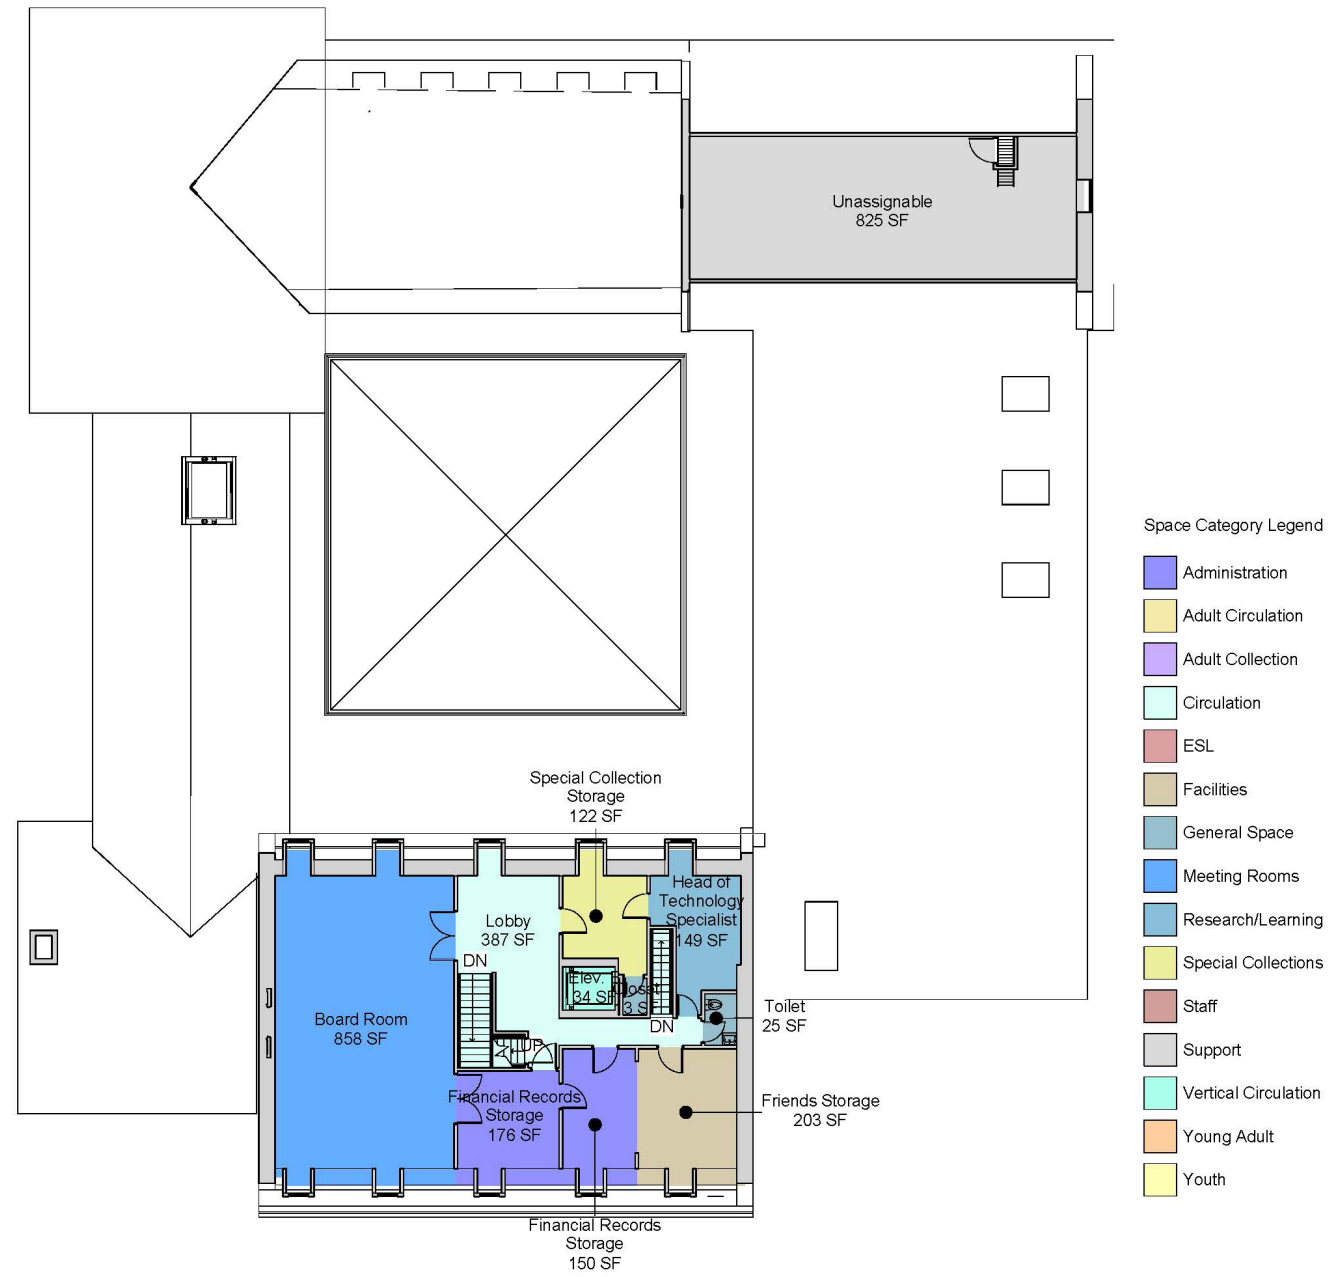 Unassignable
825 SF
Space Category Legend
Administration
Adult Circulation
Adult Collection
Circulation
ESL
Facilities
General Space
Meeting Rooms
Research/Learning
Special Collections
Staff
Support
Vertical Circulation
Young Adult
Youth
Special Collection
Storage
122 SF
Head of
Technology
Specialist
149 SF
Lobby
387 SF
DN
Elev.
34 SF
DN
Toilet
25 SF
Board Room
858 SF
UP
Financial Records
Storage
176 SF
Friends Storage
203 SF
Financial Records
Storage
150 SF